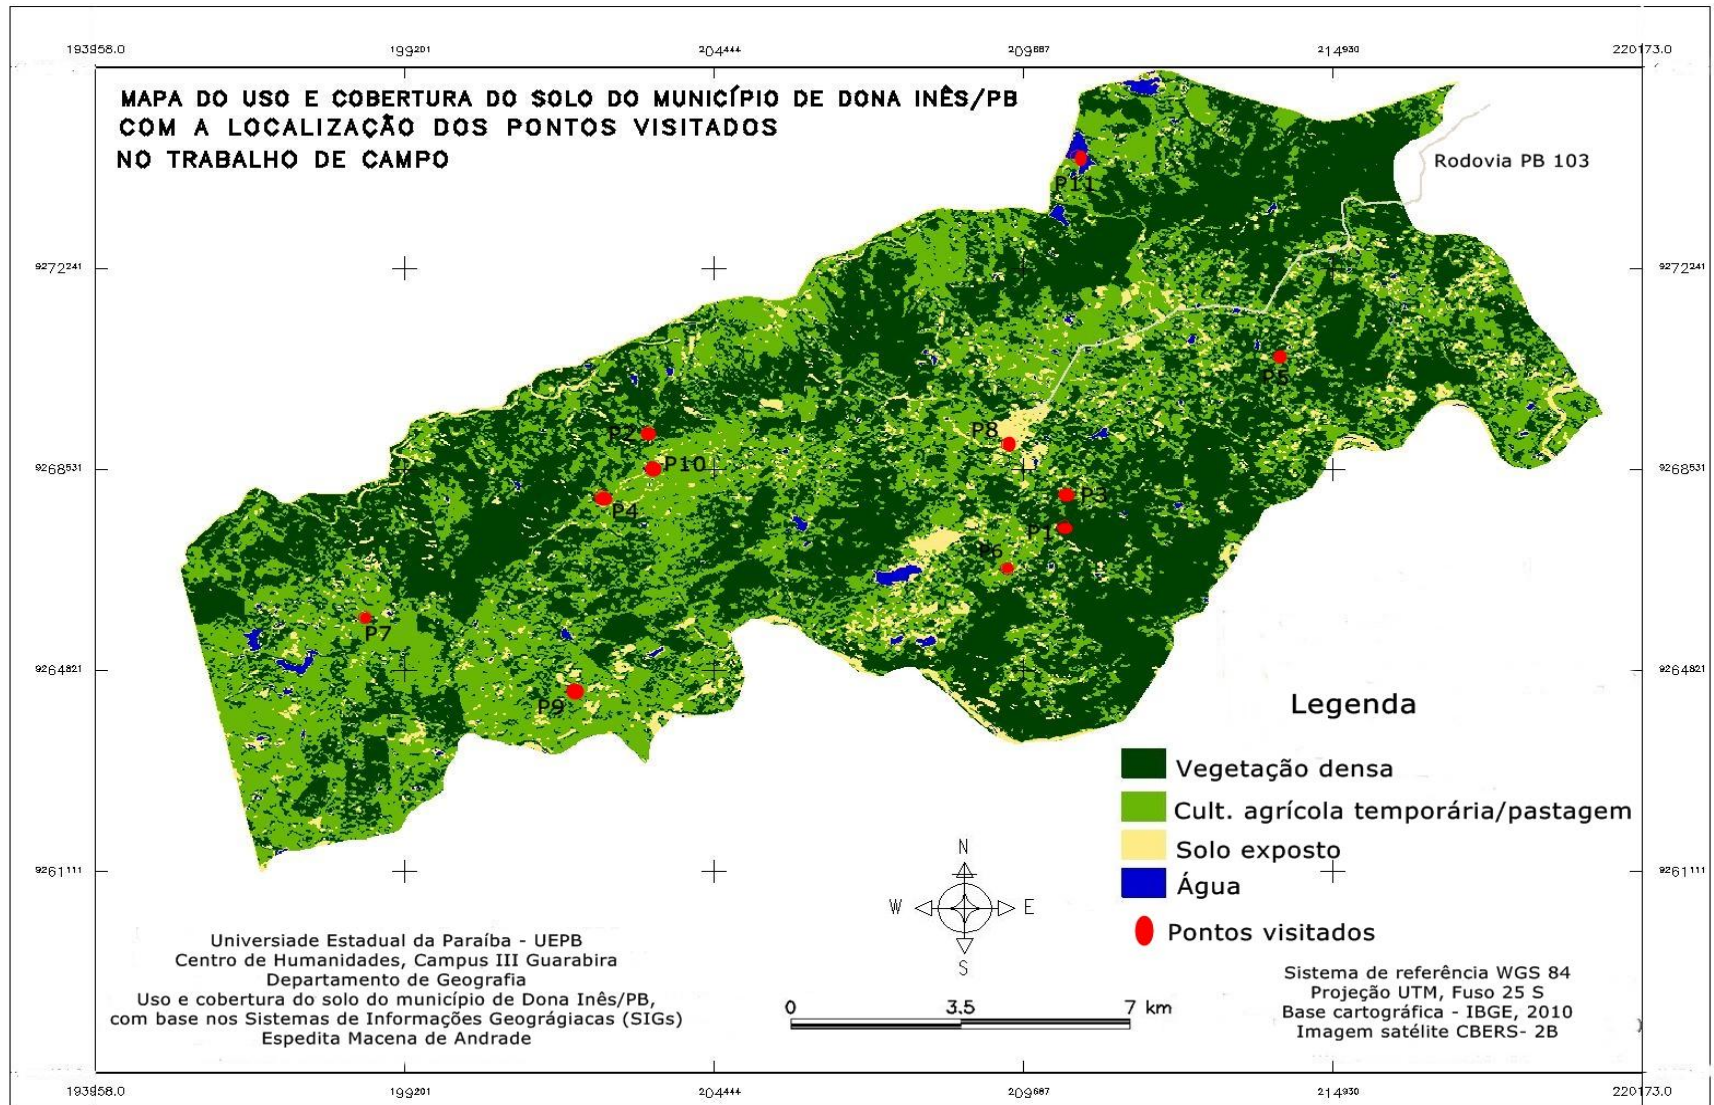 193958.0
199201
204444
209687
214930
220173.0
MAPA DO USO E COBERTURA DO SOLO DO MUNICÍPIO DE DONA INÊS/PB
COM A LOCALIZAÇÃO DOS PONTOS VISITADOS
NO TRABALHO DE CAMPO
Rodovia PB 103
P11
9272241
9272241
P5
P8
P2
P10
9268531
9268531
P3
P4
P1
P6
P7
9264821
9264821
P9
Legenda
Vegetação densa
Cult. agrícola temporária/pastagem
Solo exposto
Água
Pontos visitados
9261111
9261111
N
W
E
S
Universiade Estadual da Paraíba - UEPB
Centro de Humanidades, Campus III Guarabira
Departamento de Geografia
Uso e cobertura do solo do município de Dona Inês/PB,
com base nos Sistemas de Informações Geográgiacas (SIGs)
Espedita Macena de Andrade
0
3.5
7 km
Sistema de referência WGS 84
Projeção UTM, Fuso 25 S
Base cartográfica - IBGE, 2010
Imagem satélite CBERS- 2B
193958.0
199201
204444
209687
214930
220173.0